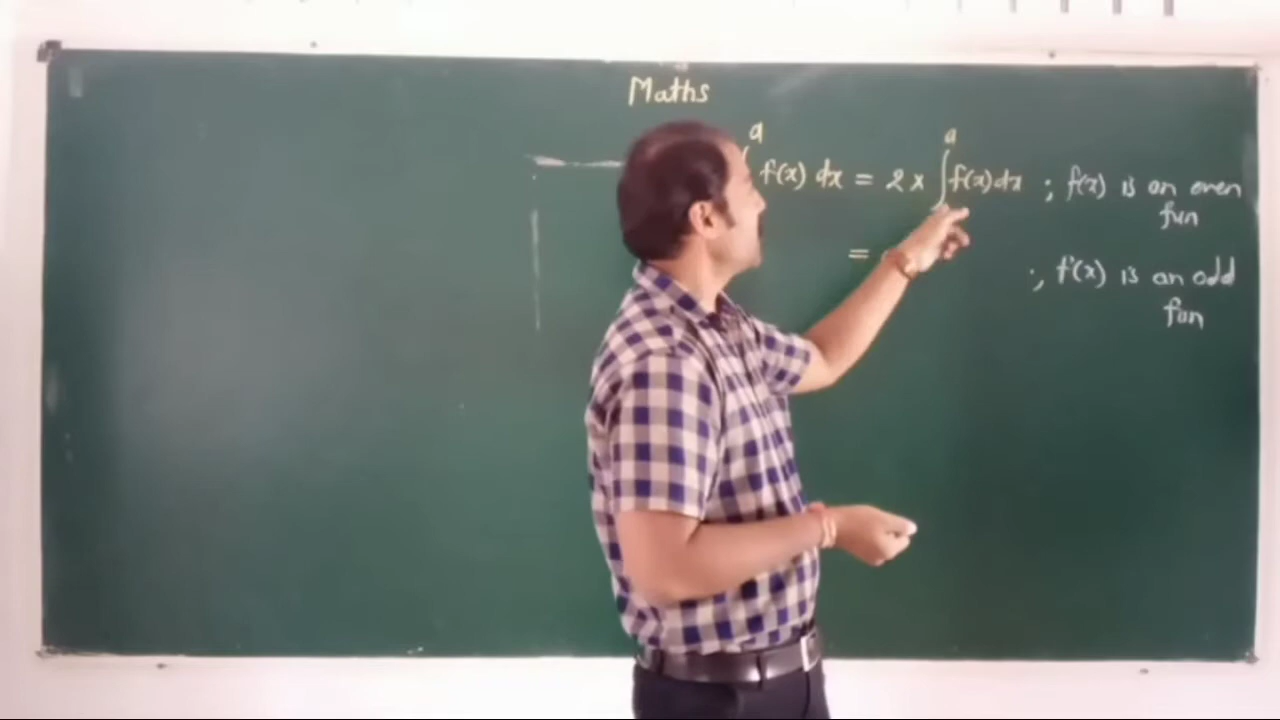 Maths
a a
∫ f(x) dx = 2 x ∫ f(x) dx ; f(x) is an even
fun
= ; f(x) is an odd
fun